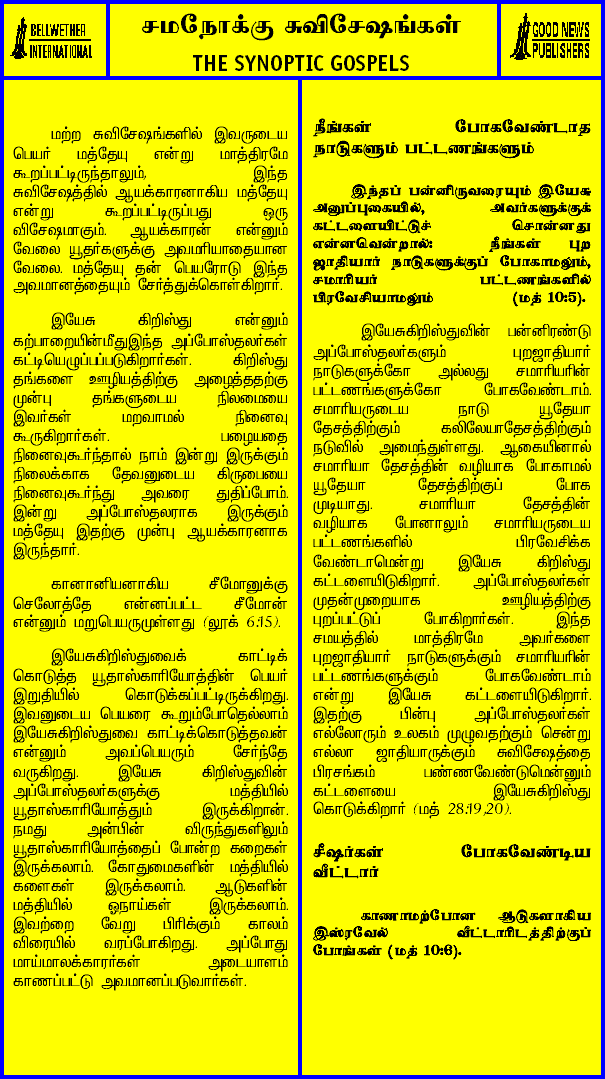 BELLWETHER
INTERNATIONAL
சமநோக்கு சுவிசேஷங்கள்
THE SYNOPTIC GOSPELS
GOOD NEWS
PUBLISHERS
மற்ற சுவிசேஷங்களில் இவருடைய
பெயர் மத்தேயு என்று மாத்திரமே
கூறப்பட்டிருந்தாலும், இந்த
சுவிசேஷத்தில் ஆயக்காரனாகிய மத்தேயு
என்று கூறப்பட்டிருப்பது ஒரு
விசேஷமாகும். ஆயக்காரன் என்னும்
வேலை யூதர்களுக்கு அவமரியாதையான
வேலை. மத்தேயு தன் பெயரோடு இந்த
அவமானத்தையும் சேர்த்துக்கொள்கிறார்.
இயேசு கிறிஸ்து என்னும்
கற்பாறையின்மீதுஇந்த அப்போஸ்தலர்கள்
கட்டியெழுப்பப்படுகிறார்கள். கிறிஸ்து
தங்களை ஊழியத்திற்கு அழைத்ததற்கு
முன்பு தங்களுடைய நிலமையை
இவர்கள் மறவாமல் நினைவு
கூருகிறார்கள். பழையதை
நினைவுகூர்ந்தால் நாம் இன்று இருக்கும்
நிலைக்காக தேவனுடைய கிருபையை
நினைவுகூர்ந்து அவரை துதிப்போம்.
இன்று அப்போஸ்தலராக இருக்கும்
மத்தேயு இதற்கு முன்பு ஆயக்காரனாக
இருந்தார்.
கானானியனாகிய சீமோனுக்கு
செலோத்தே என்னப்பட்ட சீமோன்
என்னும் மறுபெயருமுள்ளது (லூக் 6:15).
இயேசுகிறிஸ்துவைக் காட்டிக்
கொடுத்த யூதாஸ்காரியோத்தின் பெயர்
இறுதியில் கொடுக்கப்பட்டிருக்கிறது.
இவனுடைய பெயரை கூறும்போதெல்லாம்
இயேசுகிறிஸ்துவை காட்டிக்கொடுத்தவன்
என்னும் அவப்பெயரும் சேர்ந்தே
வருகிறது. இயேசு கிறிஸ்துவின்
அப்போஸ்தலர்களுக்கு மத்தியில்
யூதாஸ்காரியோத்தும் இருக்கிறான்.
நமது அன்பின் விருந்துகளிலும்
யூதாஸ்காரியோத்தைப் போன்ற கறைகள்
இருக்கலாம். கோதுமைகளின் மத்தியில்
களைகள் இருக்கலாம். ஆடுகளின்
மத்தியில் ஓநாய்கள் இருக்கலாம்.
இவற்றை வேறு பிரிக்கும் காலம்
விரையில் வரப்போகிறது. அப்போது
மாய்மாலக்காரர்கள் அடையாளம்
காணப்பட்டு அவமானப்படுவார்கள்.
நீங்கள் போகவேண்டாத
நாடுகளும் பட்டணங்களும்
இந்தப் பன்னிருவரையும் இயேசு
அனுப்புகையில், அவர்களுக்குக்
கட்டளையிட்டுச் சொன்னது
என்னவென்றால்: நீங்கள் புற
ஜாதியார் நாடுகளுக்குப் போகாமலும்,
சமாரியர் பட்டணங்களில்
பிரவேசியாமலும் (மத் 10:5).
இயேசுகிறிஸ்துவின் பன்னிரண்டு
அப்போஸ்தலர்களும் புறஜாதியார்
நாடுகளுக்கோ அல்லது சமாரியரின்
பட்டணங்களுக்கோ போகவேண்டாம்.
சமாரியருடைய நாடு யூதேயா
தேசத்திற்கும் கலிலேயாதேசத்திற்கும்
நடுவில் அமைந்துள்ளது. ஆகையினால்
சமாரியா தேசத்தின் வழியாக போகாமல்
யூதேயா தேசத்திற்குப் போக
முடியாது. சமாரியா தேசத்தின்
வழியாக போனாலும் சமாரியருடைய
பட்டணங்களில் பிரவேசிக்க
வேண்டாமென்று இயேசு கிறிஸ்து
கட்டளையிடுகிறார். அப்போஸ்தலர்கள்
முதன்முறையாக ஊழியத்திற்கு
புறப்பட்டுப் போகிறார்கள். இந்த
சமயத்தில் மாத்திரமே அவர்களை
புறஜாதியார் நாடுகளுக்கும் சமாரியரின்
பட்டணங்களுக்கும் போகவேண்டாம்
என்று இயேசு கட்டளையிடுகிறார்.
இதற்கு பின்பு அப்போஸ்தலர்கள்
எல்லோரும் உலகம் முழுவதற்கும் சென்று
எல்லா ஜாதியாருக்கும் சுவிசேஷத்தை
பிரசங்கம் பண்ணவேண்டுமென்னும்
கட்டளையை இயேசுகிறிஸ்து
கொடுக்கிறார் (மத் 28:19,20).
சீஷர்கள் போகவேண்டிய
வீட்டார்
காணாமற்போன ஆடுகளாகிய
இஸ்ரவேல் வீட்டாரிடத்திற்குப்
போங்கள் (மத் 10:6).